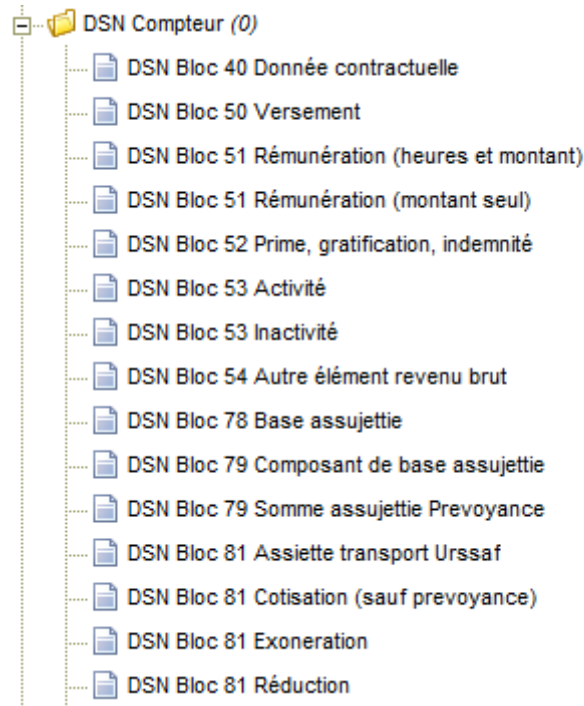 DSN Compteur (0)
DSN Bloc 40 Donnée contractuelle
DSN Bloc 50 Versement
DSN Bloc 51 Rémunération (heures et montant)
DSN Bloc 51 Rémunération (montant seul)
DSN Bloc 52 Prime, gratification, indemnité
DSN Bloc 53 Activité
DSN Bloc 53 Inactivité
DSN Bloc 54 Autre élément revenu brut
DSN Bloc 78 Base assujettie
DSN Bloc 79 Composant de base assujettie
DSN Bloc 79 Somme assujettie Prevoyance
DSN Bloc 81 Assiette transport Urssaf
DSN Bloc 81 Cotisation (sauf prevoyance)
DSN Bloc 81 Exoneration
DSN Bloc 81 Réduction